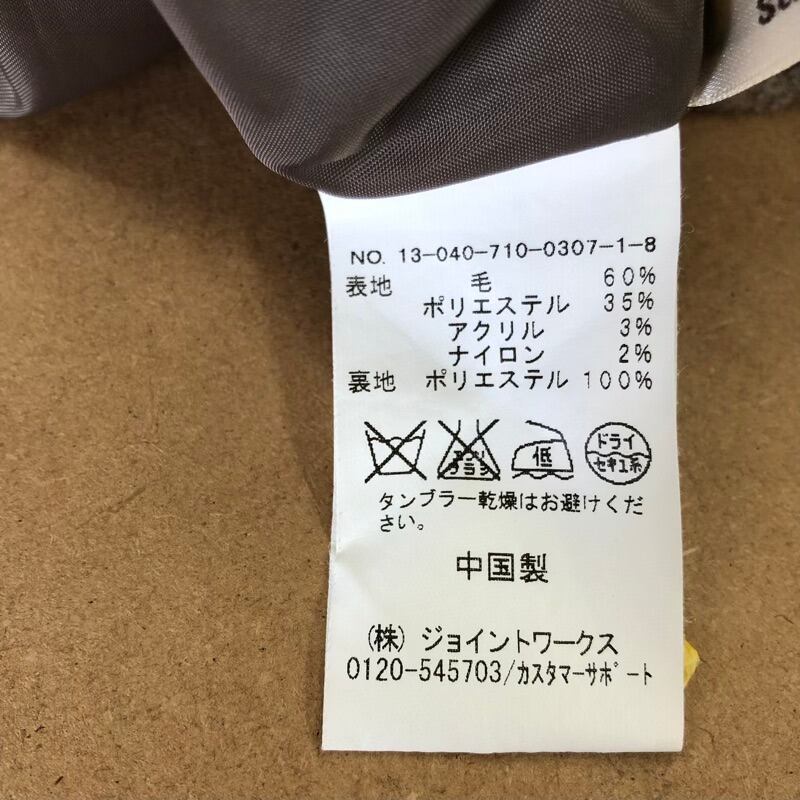 NO. 13-040-710-0307-1-8
表地 毛 60%
ポリエステル 35%
アクリル 3%
ナイロン 2%
裏地 ポリエステル 100%
低 ドライ
セキユ系
タンブラー乾燥はお避けくだ
さい。
中国製
(株) ジョイントワークス
0120-545703/カスタマーサポート